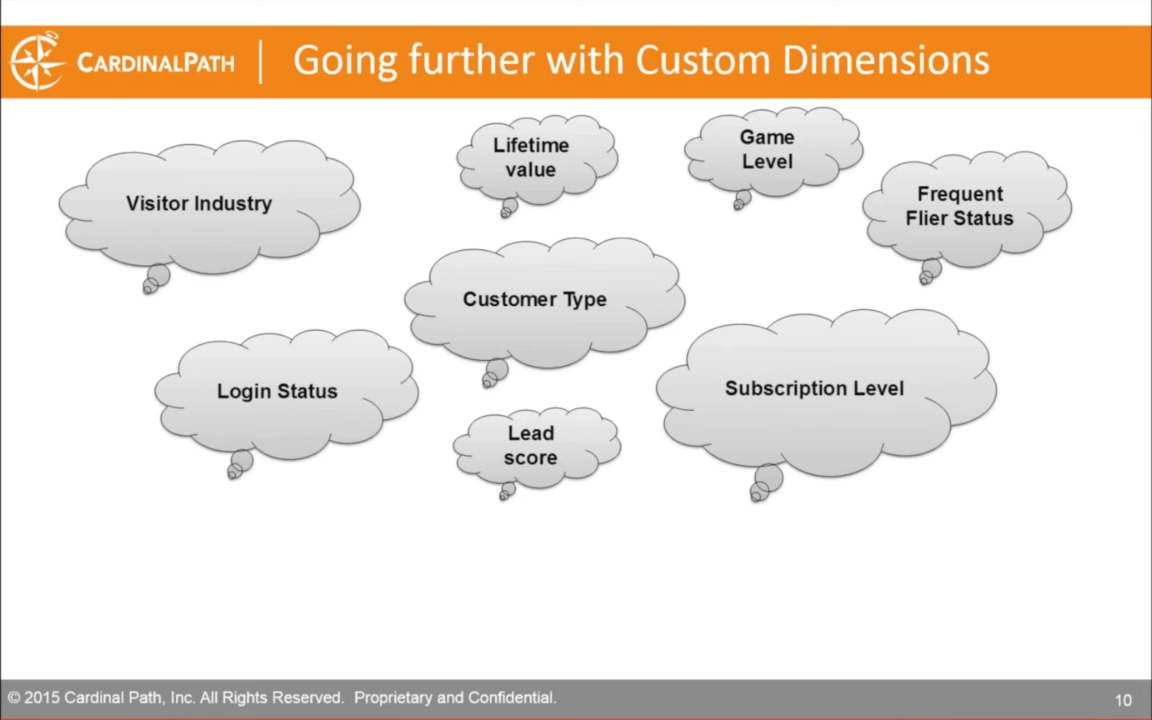 CARDINALPATH
Going further with Custom Dimensions
Lifetime
value
Game
Level
Visitor Industry
Frequent
Flier Status
Customer Type
Login Status
Subscription Level
Lead
score
© 2015 Cardinal Path, Inc. All Rights Reserved. Proprietary and Confidential.
10